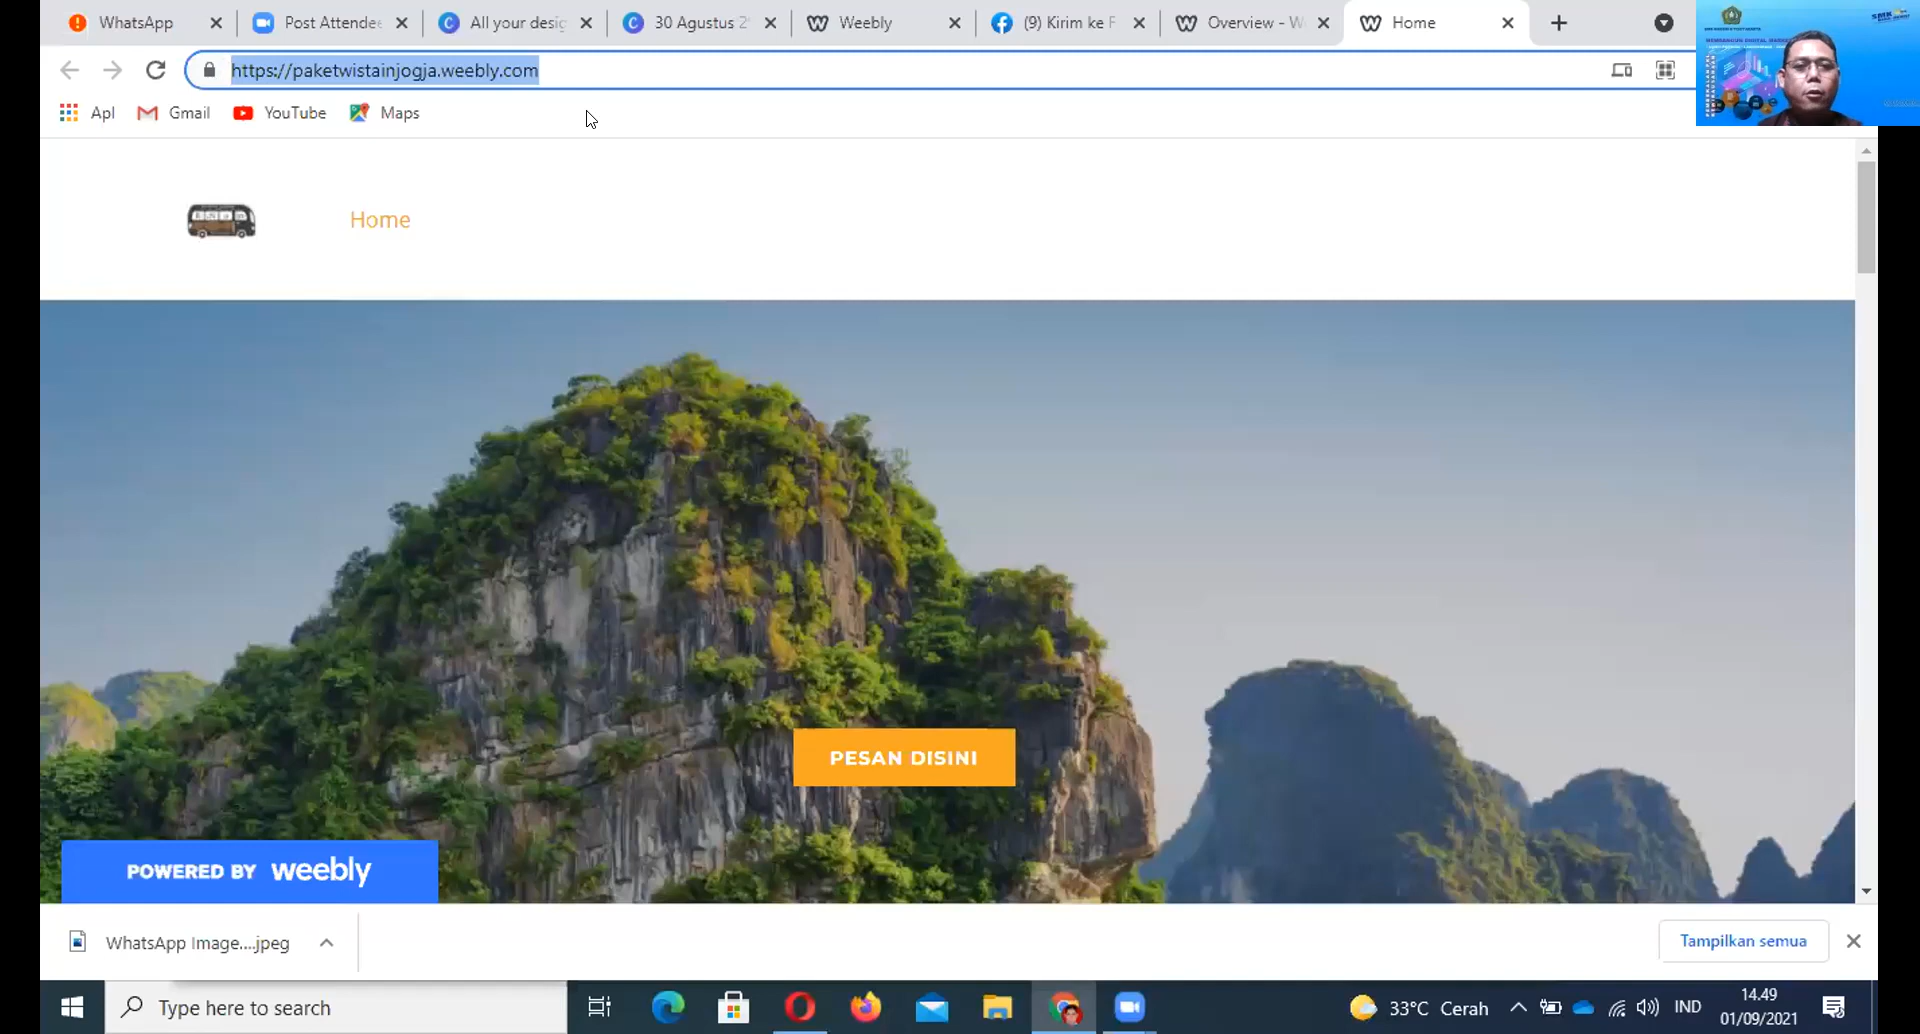 WhatsApp
Post Attende
All your desig
30 Agustus 2
Weebly
(9) Kirim ke F
Overview - W
Home
https://paketwistainjogja.weebly.com
Apl
Gmail
YouTube
Maps
Home
PESAN DISINI
POWERED BY weebly
WhatsApp Image....jpeg
Tampilkan semua
Type here to search
33°C Cerah
IND
14.49
01/09/2021